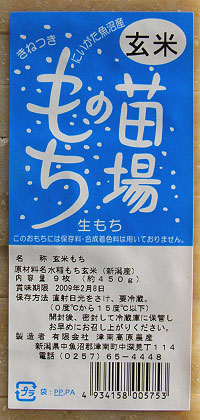 玄米
きねつき
にいがた魚沼産
苗場
のもち
生もち
このおもちには保存料・合成着色料は用いておりません。
名　称 玄米もち
原材料名 水稲もち玄米（新潟産）
内容量 9枚（約450g）
賞味期限 2009年2月8日
保存方法 直射日光をさけ、要冷蔵。
（0度C から 15度C 以下）
開封後、密封して冷蔵庫に保管し
お早めにお召し上がりください。
製造者 有限会社 津南高原農産
新潟県中魚沼郡津南町中深見丁114
電話 (0257) 65-4448
プラ
袋:PP,PA
4 934158 005753